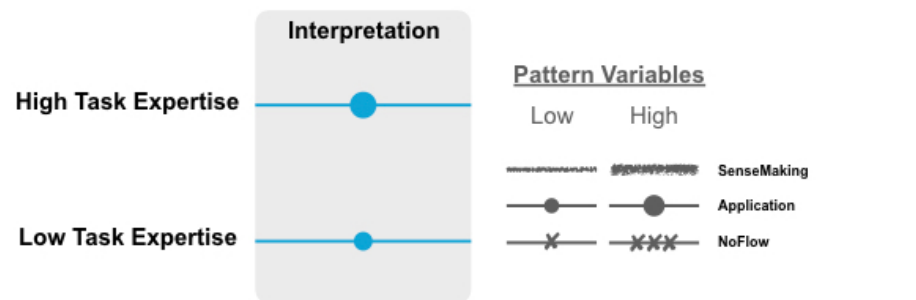 Interpretation
High Task Expertise
Low Task Expertise
Pattern Variables
Low High
SenseMaking
Application
NoFlow